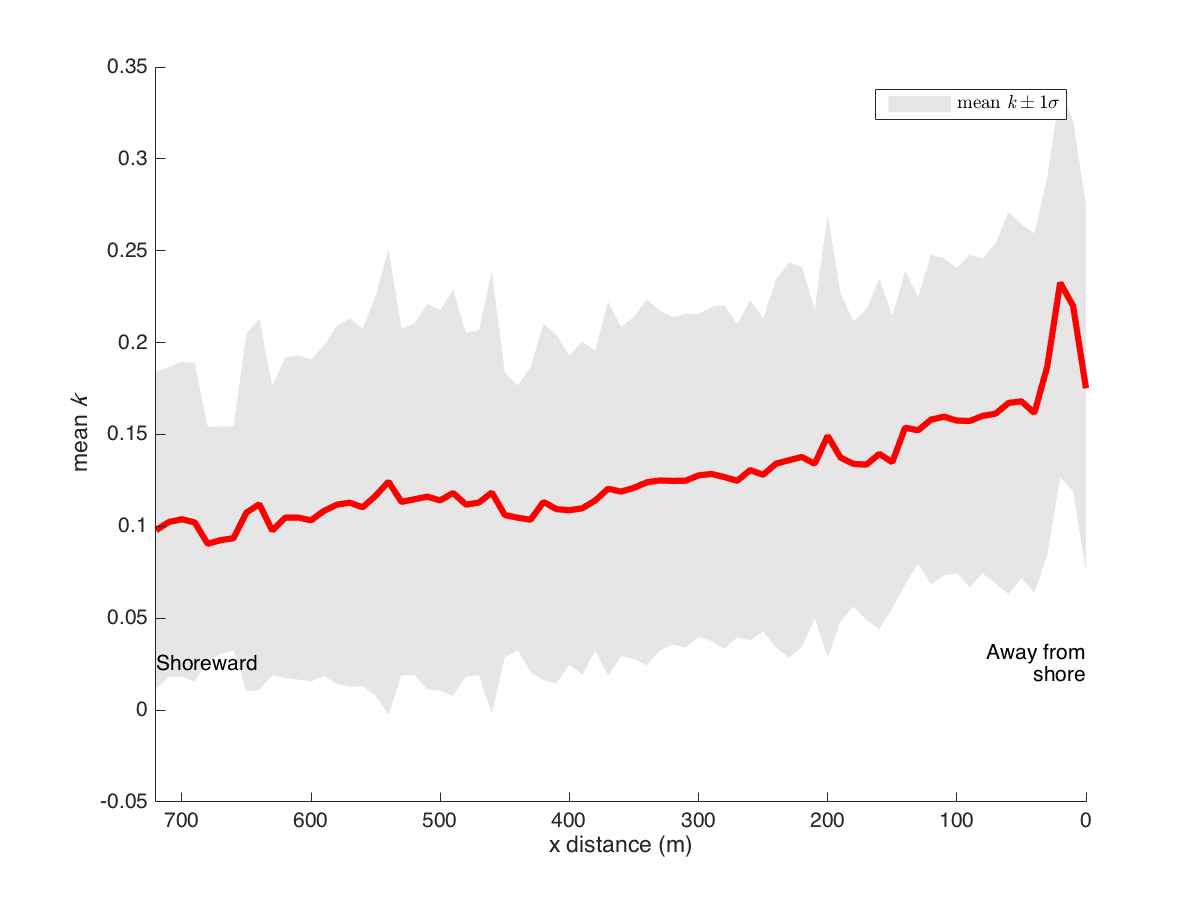 0.35
mean k ± 1σ
0.3
0.25
0.2
0.15
mean k
0.1
0.05
Shoreward
Away from
shore
0
-0.05
700 600 500 400 300 200 100 0
x distance (m)